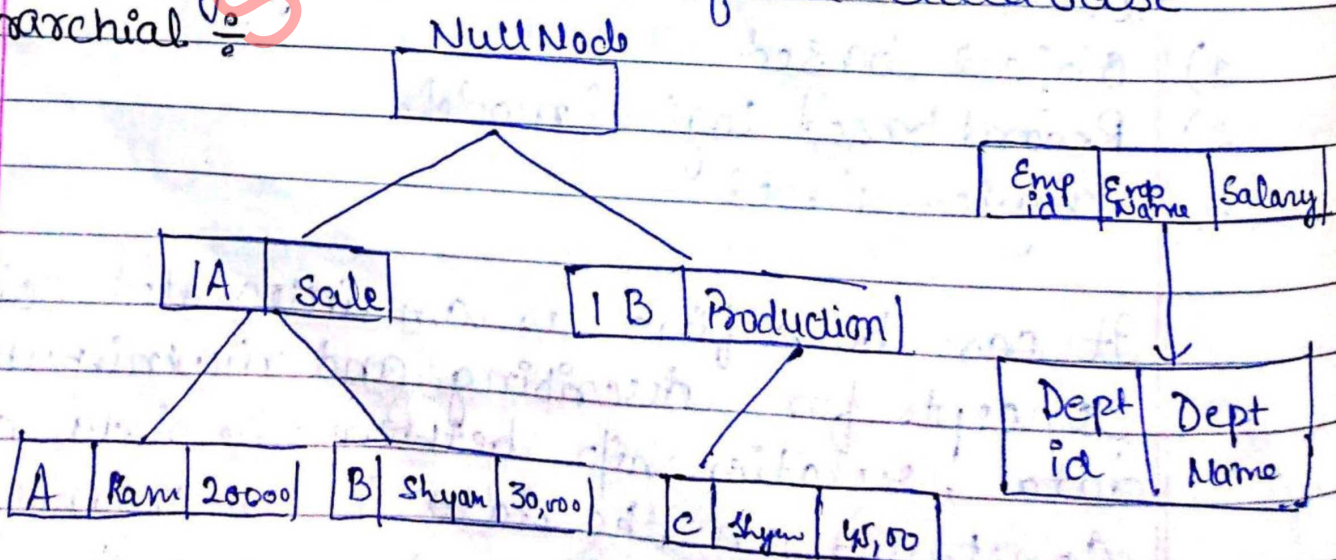 rarchial :-
Null Node
Emp id Emp Name Salary
1A Sale
1 B Production
Dept id Dept Name
A Ram 20000
B Shyam 30,000
C Shyam 45,00